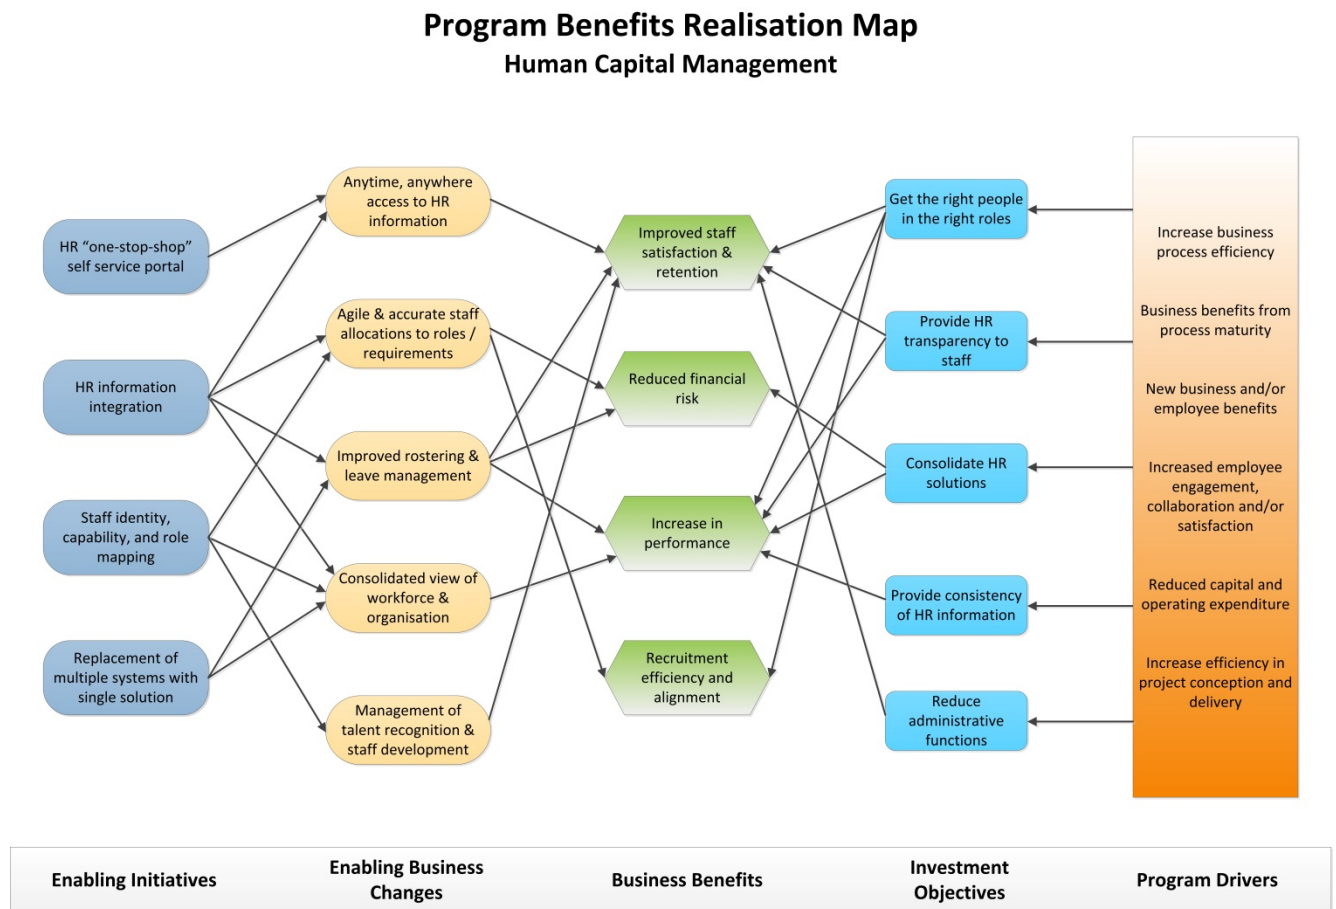 Program Benefits Realisation Map
Human Capital Management
HR “one-stop-shop”
self service portal
HR information
integration
Staff identity,
capability, and role
mapping
Replacement of
multiple systems with
single solution
Anytime, anywhere
access to HR
information
Agile & accurate staff
allocations to roles /
requirements
Improved rostering &
leave management
Consolidated view of
workforce &
organisation
Management of
talent recognition &
staff development
Improved staff
satisfaction &
retention
Reduced financial
risk
Increase in
performance
Recruitment
efficiency and
alignment
Get the right people
in the right roles
Provide HR
transparency to
staff
Consolidate HR
solutions
Provide consistency
of HR information
Reduce
administrative
functions
Increase business
process efficiency
Business benefits from
process maturity
New business and/or
employee benefits
Increased employee
engagement,
collaboration and/or
satisfaction
Reduced capital and
operating expenditure
Increase efficiency in
project conception and
delivery
Enabling Initiatives
Enabling Business
Changes
Business Benefits
Investment
Objectives
Program Drivers